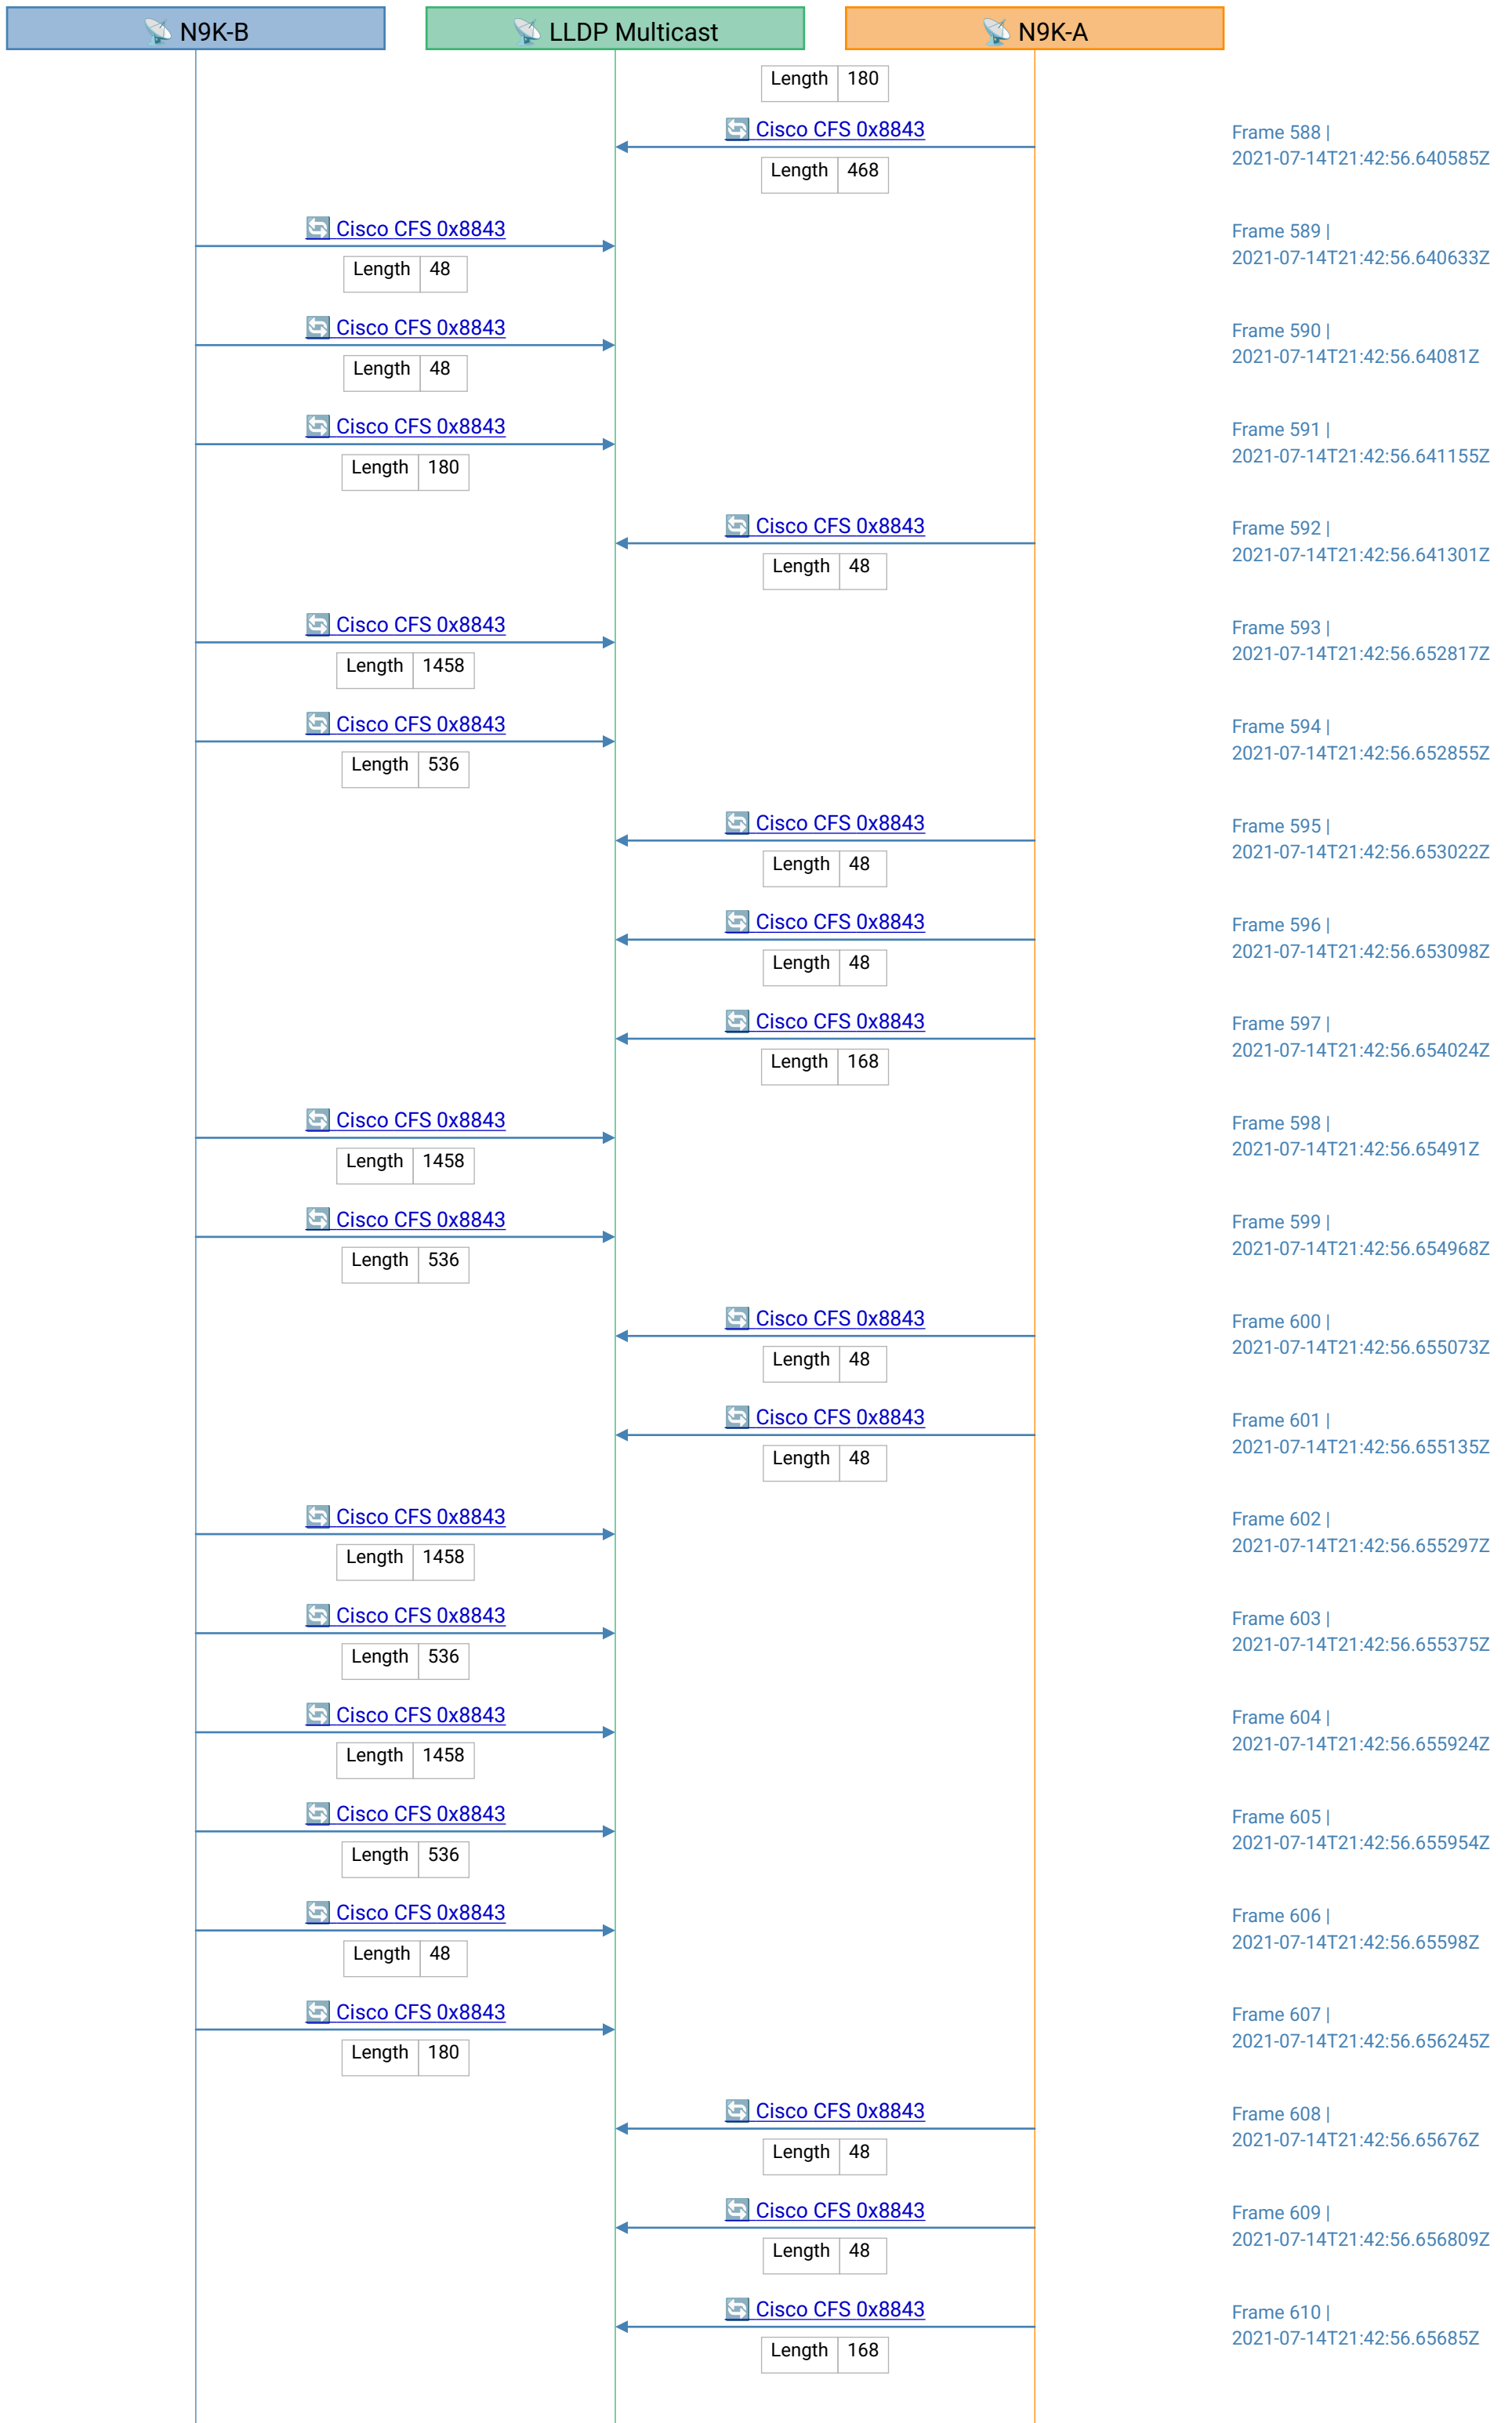 📡 N9K-B
📡 LLDP Multicast
📡 N9K-A
Length 180
🔄 Cisco CFS 0x8843
Frame 588 |
2021-07-14T21:42:56.640585Z
Length 468
🔄 Cisco CFS 0x8843
Frame 589 |
2021-07-14T21:42:56.640633Z
Length 48
🔄 Cisco CFS 0x8843
Frame 590 |
2021-07-14T21:42:56.64081Z
Length 48
🔄 Cisco CFS 0x8843
Frame 591 |
2021-07-14T21:42:56.641155Z
Length 180
🔄 Cisco CFS 0x8843
Frame 592 |
2021-07-14T21:42:56.641301Z
Length 48
🔄 Cisco CFS 0x8843
Frame 593 |
2021-07-14T21:42:56.652817Z
Length 1458
🔄 Cisco CFS 0x8843
Frame 594 |
2021-07-14T21:42:56.652855Z
Length 536
🔄 Cisco CFS 0x8843
Frame 595 |
2021-07-14T21:42:56.653022Z
Length 48
🔄 Cisco CFS 0x8843
Frame 596 |
2021-07-14T21:42:56.653098Z
Length 48
🔄 Cisco CFS 0x8843
Frame 597 |
2021-07-14T21:42:56.654024Z
Length 168
🔄 Cisco CFS 0x8843
Frame 598 |
2021-07-14T21:42:56.65491Z
Length 1458
🔄 Cisco CFS 0x8843
Frame 599 |
2021-07-14T21:42:56.654968Z
Length 536
🔄 Cisco CFS 0x8843
Frame 600 |
2021-07-14T21:42:56.655073Z
Length 48
🔄 Cisco CFS 0x8843
Frame 601 |
2021-07-14T21:42:56.655135Z
Length 48
🔄 Cisco CFS 0x8843
Frame 602 |
2021-07-14T21:42:56.655297Z
Length 1458
🔄 Cisco CFS 0x8843
Frame 603 |
2021-07-14T21:42:56.655375Z
Length 536
🔄 Cisco CFS 0x8843
Frame 604 |
2021-07-14T21:42:56.655924Z
Length 1458
🔄 Cisco CFS 0x8843
Frame 605 |
2021-07-14T21:42:56.655954Z
Length 536
🔄 Cisco CFS 0x8843
Frame 606 |
2021-07-14T21:42:56.65598Z
Length 48
🔄 Cisco CFS 0x8843
Frame 607 |
2021-07-14T21:42:56.656245Z
Length 180
🔄 Cisco CFS 0x8843
Frame 608 |
2021-07-14T21:42:56.65676Z
Length 48
🔄 Cisco CFS 0x8843
Frame 609 |
2021-07-14T21:42:56.656809Z
Length 48
🔄 Cisco CFS 0x8843
Frame 610 |
2021-07-14T21:42:56.65685Z
Length 168